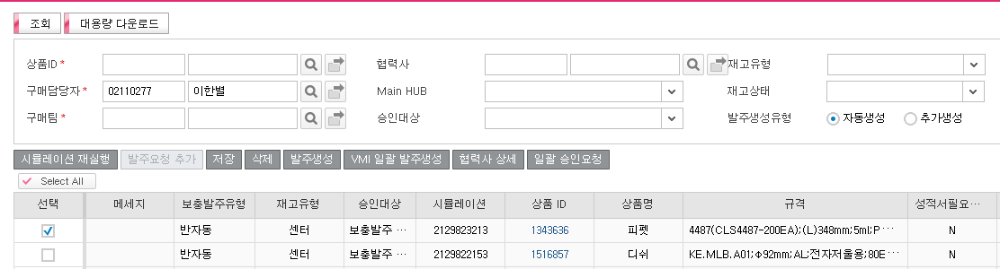 조회 대용량 다운로드
상품ID* 협력사 재고유형
구매담당자* 02110277 이한별 Main HUB 재고상태
구매팀* 승인대상 발주생성유형 자동생성 추가생성
시뮬레이션 재실행 발주요청 추가 저장 삭제 발주생성 VMI 일괄 발주생성 협력사 상세 일괄 승인요청
Select All
선택 메세지 보충발주유형 재고유형 승인대상 시뮬레이션 상품 ID 상품명 규격 성적서필요...
반자동 센터 보충발주 ... 2129823213 1343636 피펫 4487(CLS4487-200EA);(L)348mm;5ml;P ... N
반자동 센터 보충발주 ... 2129822153 1516857 디쉬 KE.MLB.A01;Φ92mm;AL;전자저울용;80E... N